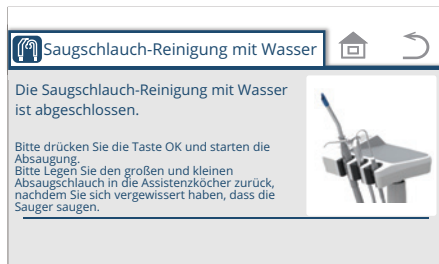 Saugschlauch-Reinigung mit Wasser
Die Saugschlauch-Reinigung mit Wasser
ist abgeschlossen.
Bitte drücken Sie die Taste OK und starten die
Absaugung.
Bitte Legen Sie den großen und kleinen
Absaugschlauch in die Assistenzköcher zurück,
nachdem Sie sich vergewissert haben, dass die
Sauger saugen.